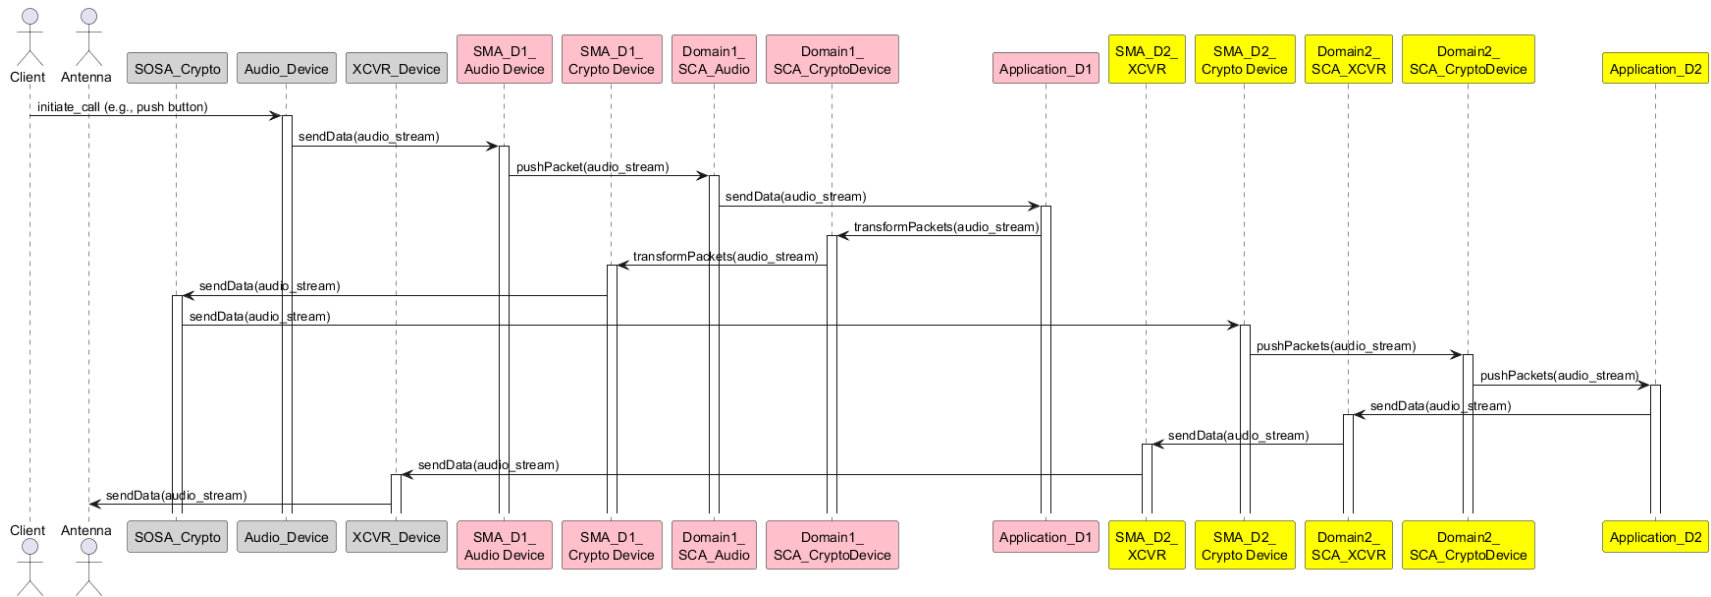 SMA_D1_
SMA_D1_
Domain1_
Domain1_
SMA_D2_
SMA_D2_
Domain2_
Domain2_
Client
Antenna
SOSA_Crypto
Audio_Device
XCVR_Device
Audio Device
Crypto Device
SCA_Audio
SCA_CryptoDevice
Application_D1
XCVR
Crypto Device
SCA_XCVR
SCA_CryptoDevice
Application_D2
initiate_call (e.g., push button)
sendData(audio_stream)
pushPacket(audio_stream)
sendData(audio_stream)
transformPackets(audio_stream)
transformPackets(audio_stream)
sendData(audio_stream)
sendData(audio_stream)
pushPackets(audio_stream)
pushPackets(audio_stream)
sendData(audio_stream)
sendData(audio_stream)
sendData(audio_stream)
sendData(audio_stream)
Client
Antenna
SOSA_Crypto
Audio_Device
XCVR_Device
SMA_D1_
Audio Device
SMA_D1_
Crypto Device
Domain1_
SCA_Audio
Domain1_
SCA_CryptoDevice
Application_D1
SMA_D2_
XCVR
SMA_D2_
Crypto Device
Domain2_
SCA_XCVR
Domain2_
SCA_CryptoDevice
Application_D2